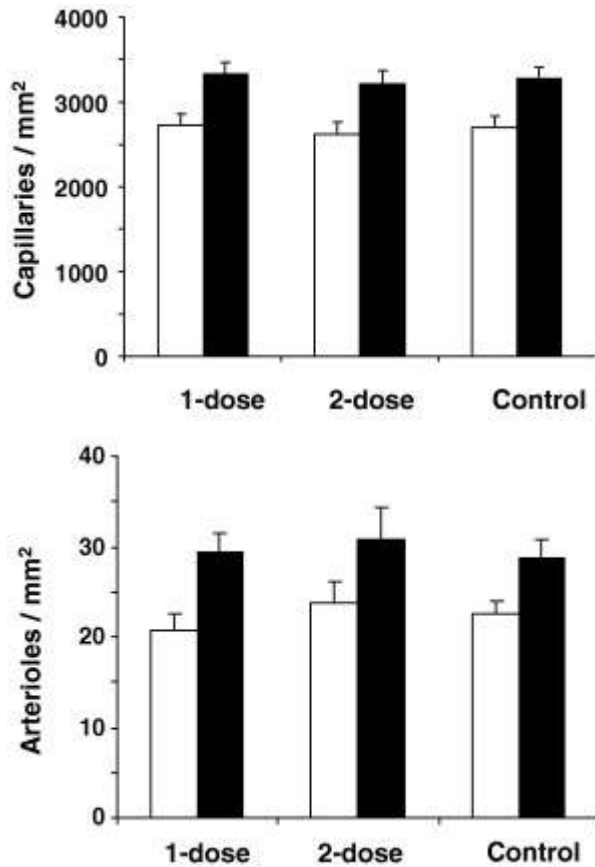 4000
3000
2000
1000
0
Capillaries / mm²
1-dose 2-dose Control
40
30
20
10
0
Arterioles / mm²
1-dose 2-dose Control